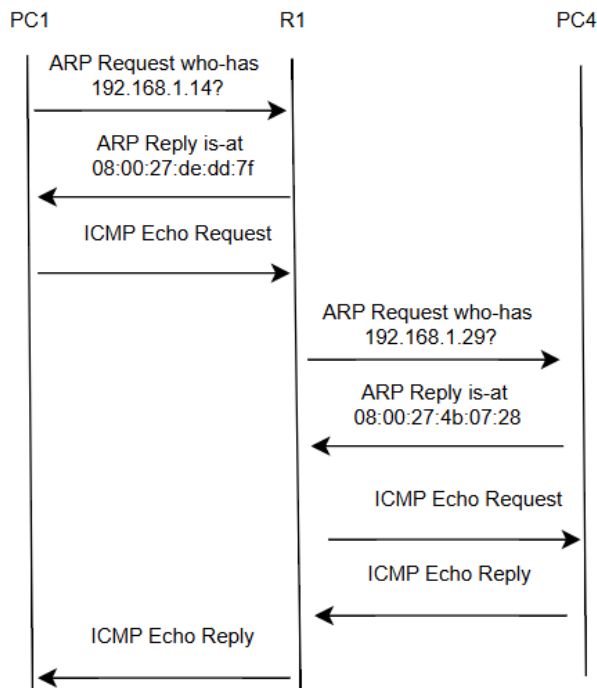 PC1 R1 PC4
ARP Request who-has
192.168.1.14?
ARP Reply is-at
08:00:27:de:dd:7f
ICMP Echo Request
ARP Request who-has
192.168.1.29?
ARP Reply is-at
08:00:27:4b:07:28
ICMP Echo Request
ICMP Echo Reply
ICMP Echo Reply